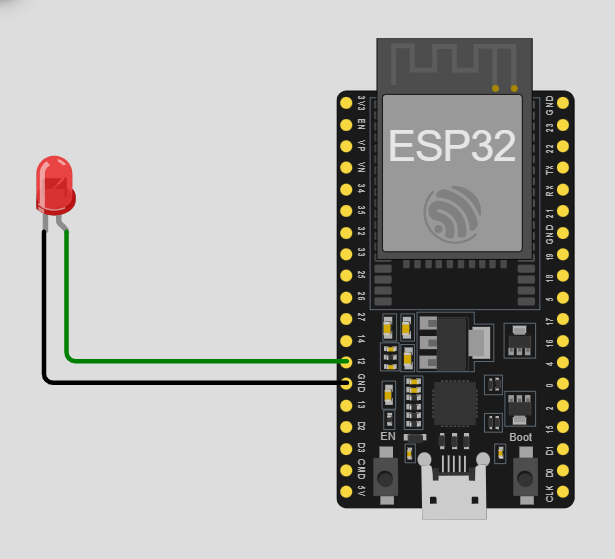 ESP32
3V3
EN
VP
VN
34
35
32
33
25
26
27
14
12
GND
13
D2
D3
CMD
5V
GND
23
22
TX
RX
21
GND
19
18
5
17
16
4
0
2
15
D1
D0
CLK
EN
Boot